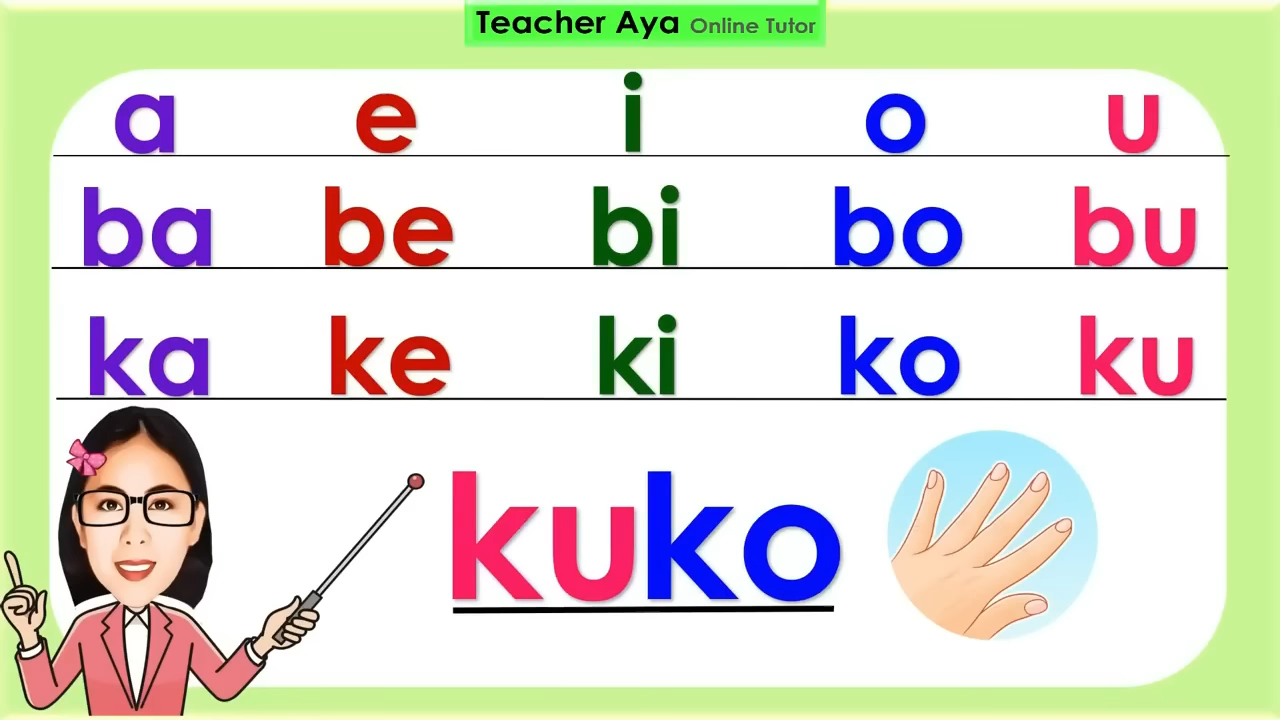 Teacher Aya Online Tutor
a e i o u
ba be bi bo bu
ka ke ki ko ku
kuko